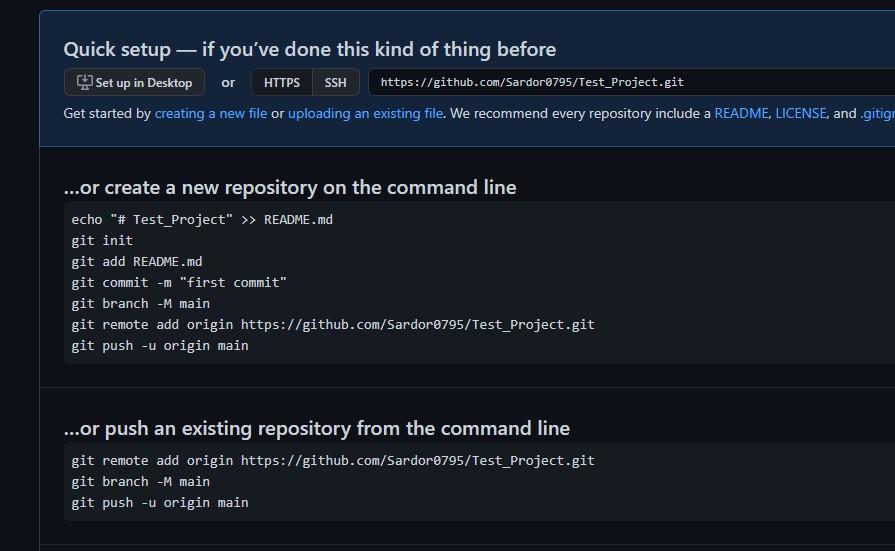 Quick setup — if you've done this kind of thing before
Set up in Desktop or HTTPS SSH https://github.com/Sardor0795/Test_Project.git
Get started by creating a new file or uploading an existing file. We recommend every repository include a README, LICENSE, and
...or create a new repository on the command line
echo "# Test_Project" >> README.md
git init
git add README.md
git commit -m "first commit"
git branch -M main
git remote add origin https://github.com/Sardor0795/Test_Project.git
git push -u origin main
...or push an existing repository from the command line
git remote add origin https://github.com/Sardor0795/Test_Project.git
git branch -M main
git push -u origin main